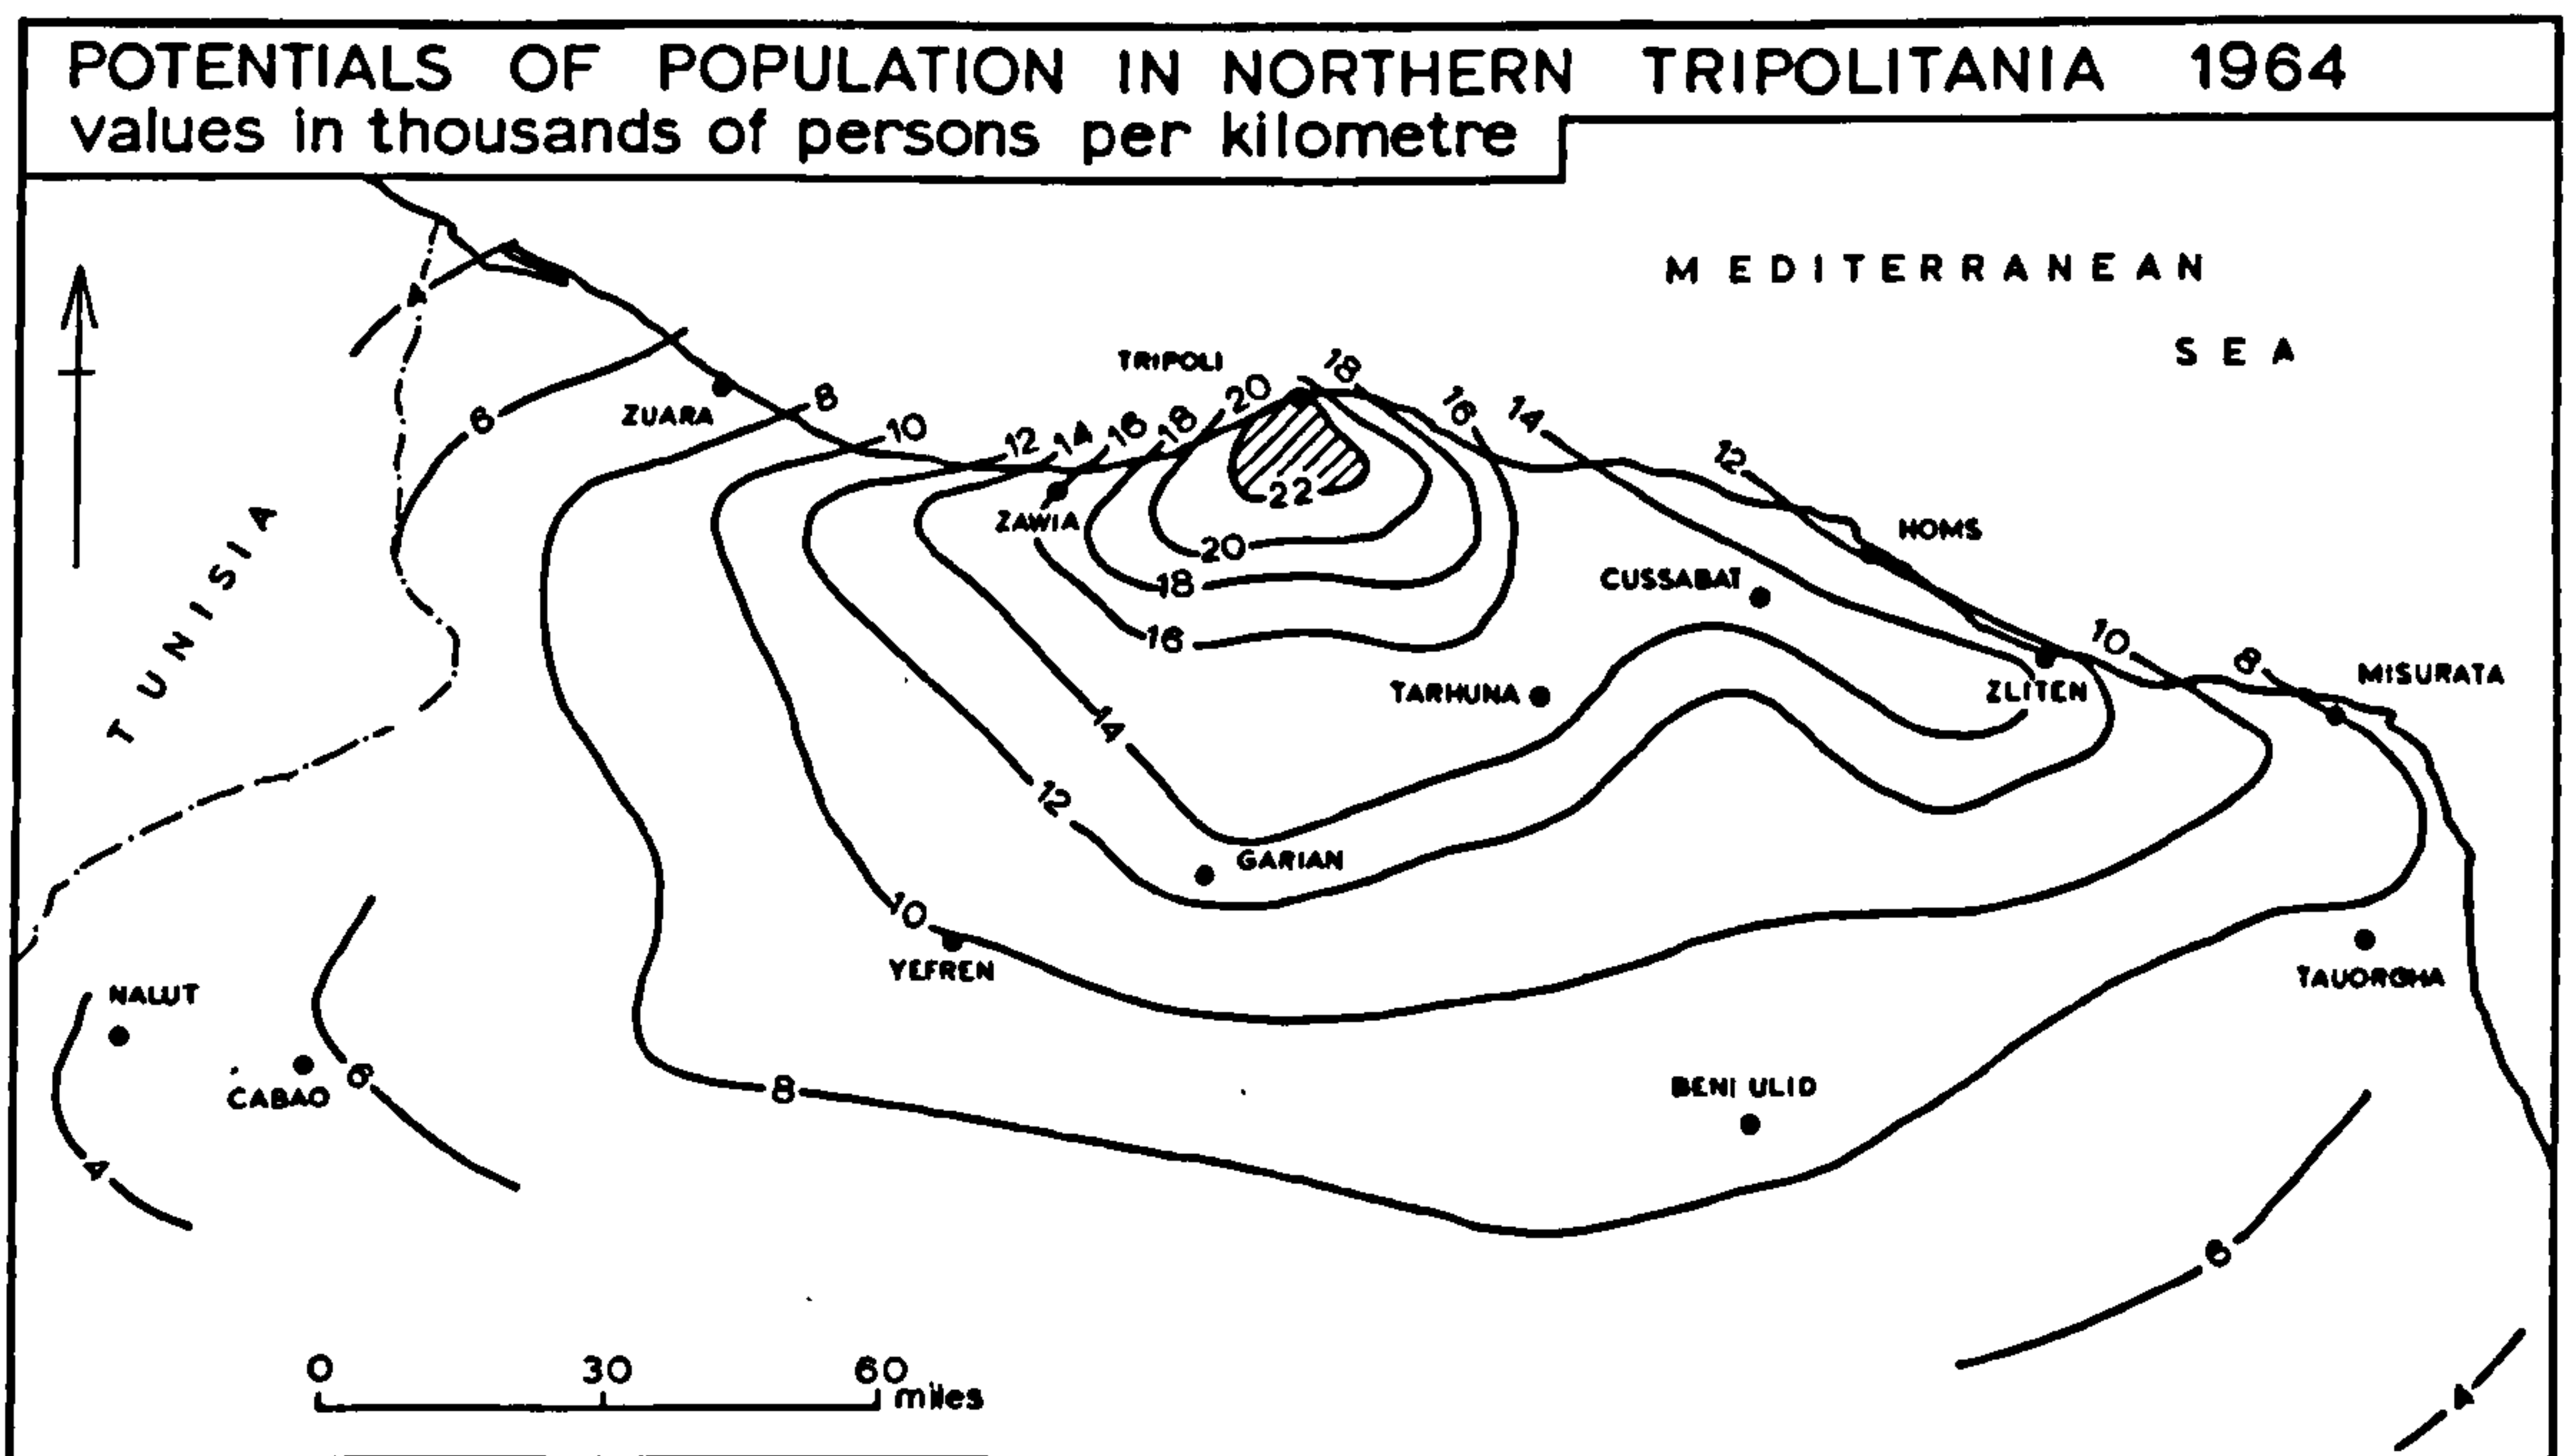 POTENTIALS OF POPULATION IN NORTHERN TRIPOLITANIA 1964
values in thousands of persons per kilometre
MEDITERRANEAN
SEA
TUNISIA
TRIPOLI
ZUARA
ZAWIA
HOMS
CUSSABAT
TARHUNA
ZLITEN
MISURATA
GARIAN
YEFREN
TAUORGHA
NALUT
CABAO
BENI ULID
4
6
8
10
12
14
16
18
20
18
16
14
12
10
8
22
20
18
16
14
12
10
8
6
4
6
4
0 30 60
miles